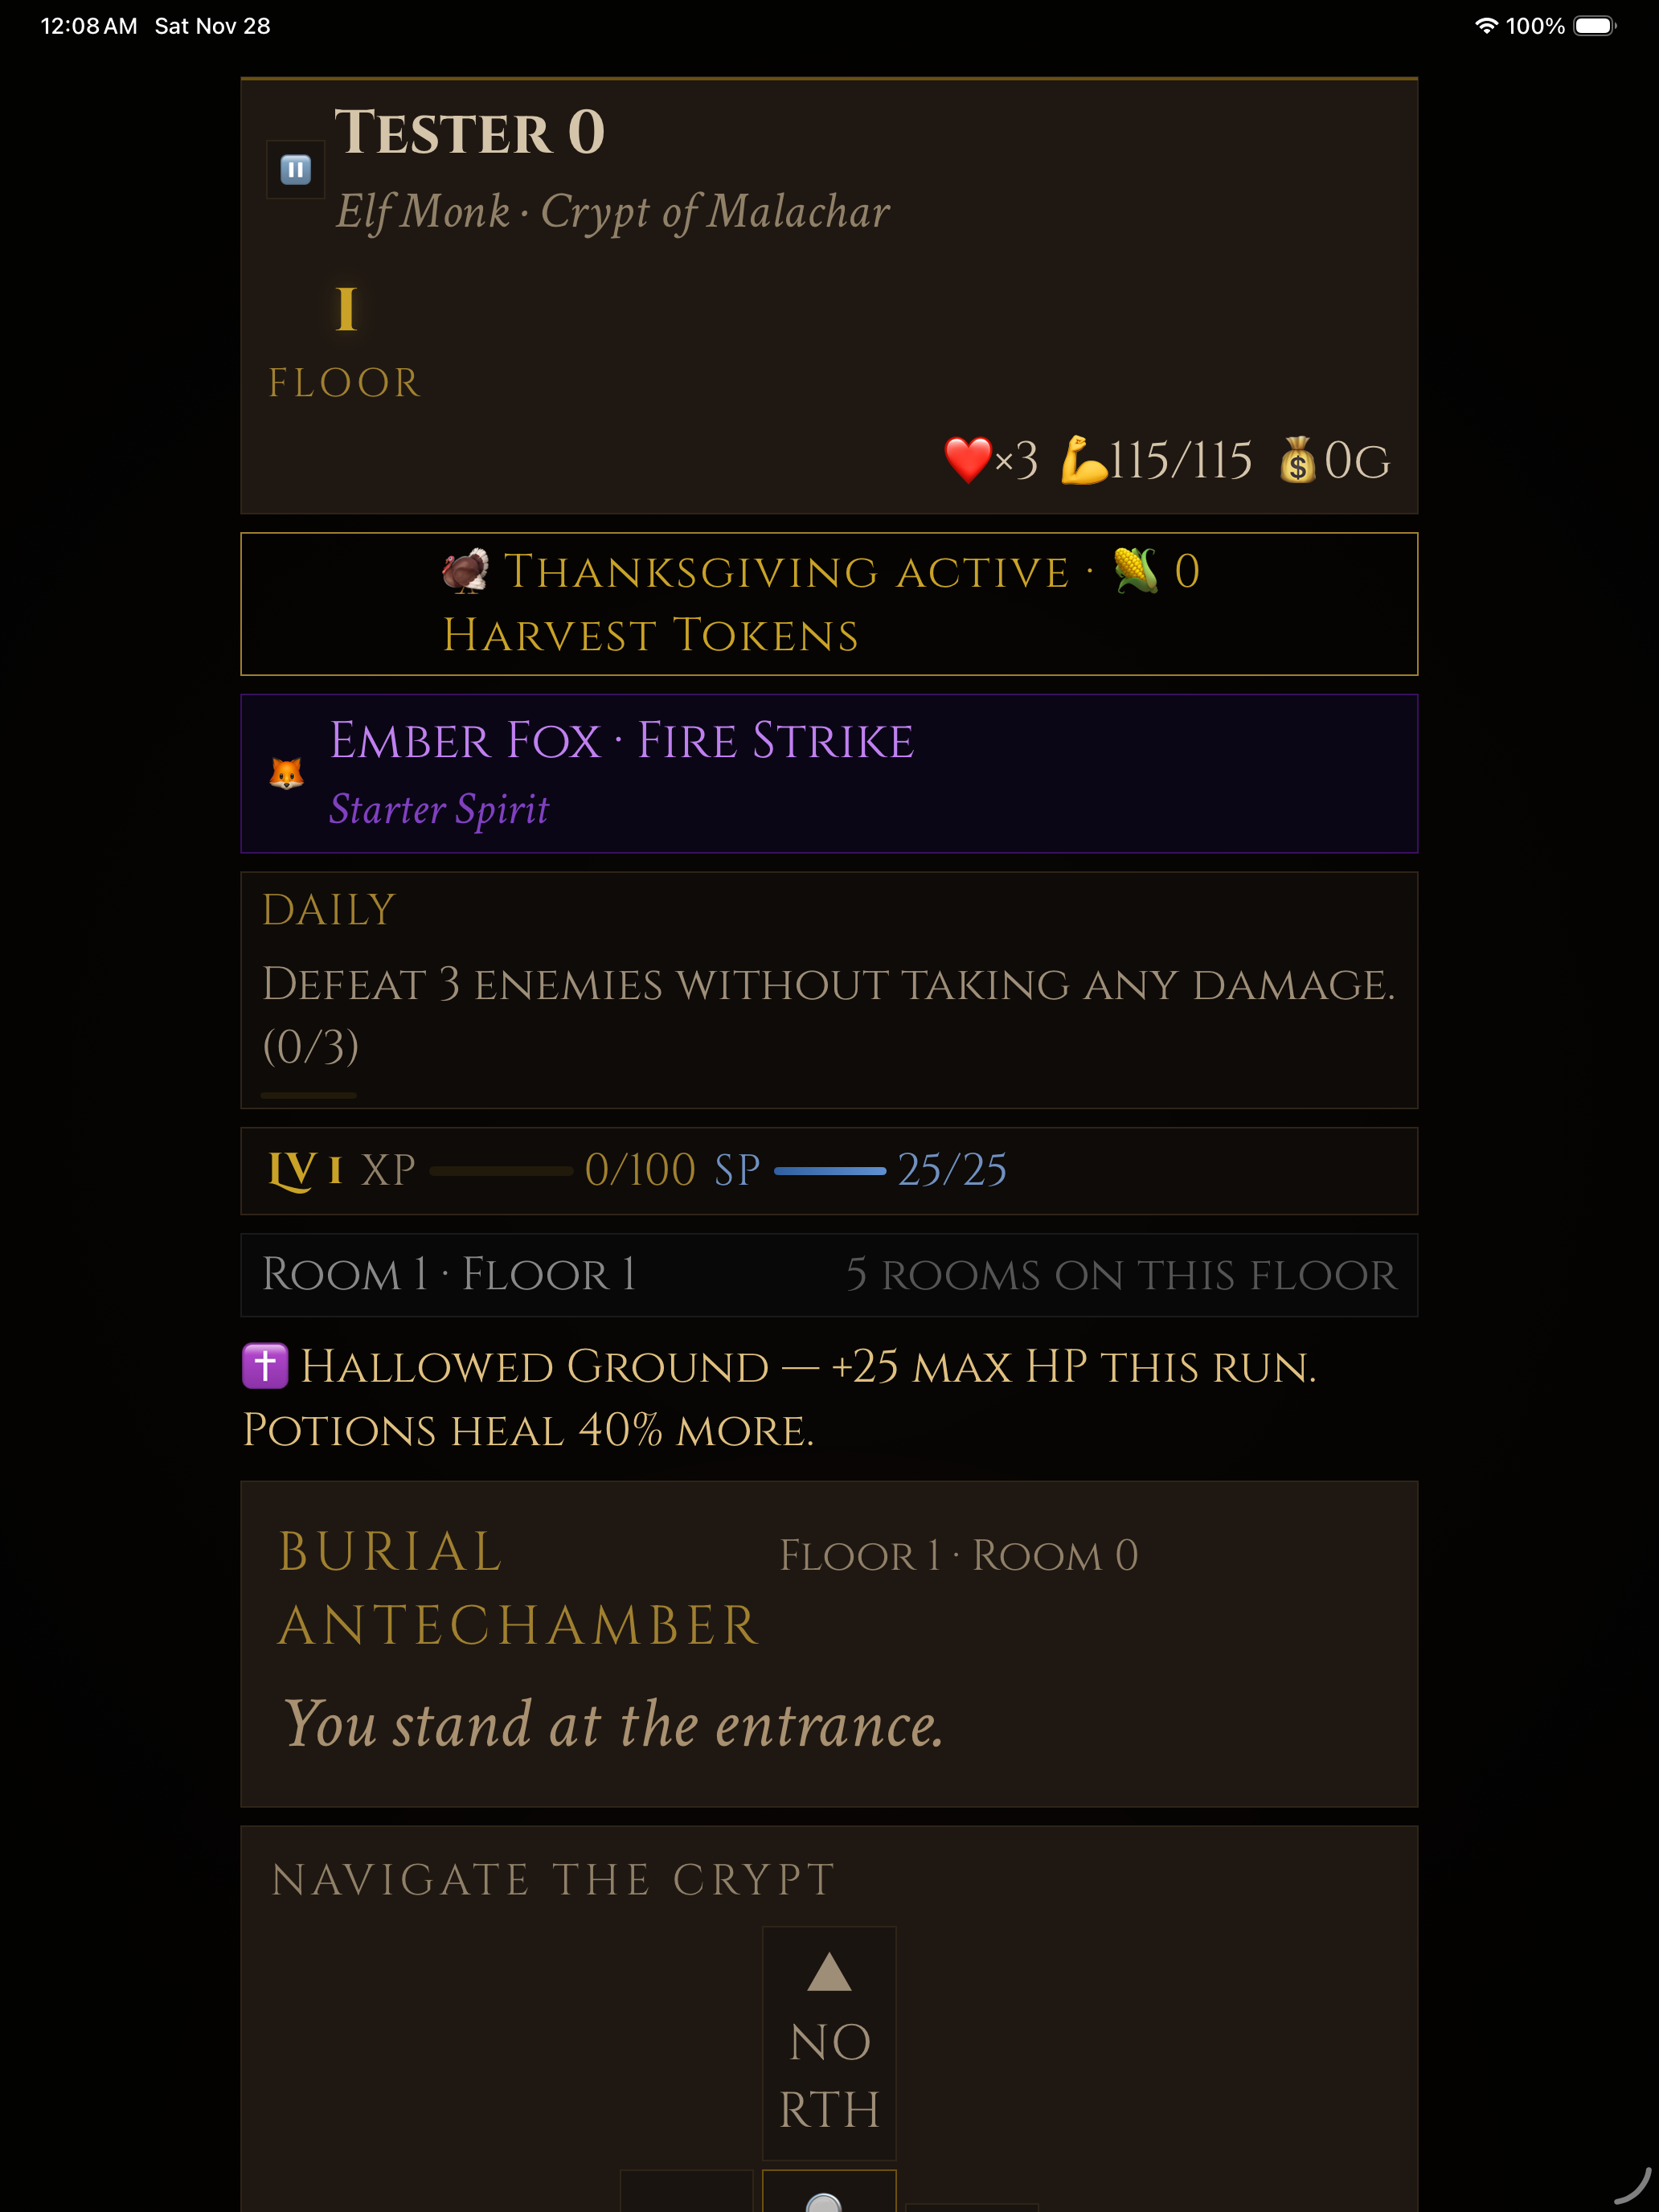 12:08 AM Sat Nov 28
100%
Tester 0
Elf Monk · Crypt of Malachar
I
FLOOR
❤️×3 💪115/115 💰0G
🦃 Thanksgiving active · 🌽 0
Harvest Tokens
Ember Fox · Fire Strike
Starter Spirit
DAILY
Defeat 3 enemies without taking any damage.
(0/3)
LV 1 XP 0/100 SP 25/25
Room 1 · Floor 1
5 rooms on this floor
✝️ Hallowed Ground — +25 max HP this run.
Potions heal 40% more.
BURIAL
ANTECHAMBER
Floor 1 · Room 0
You stand at the entrance.
NAVIGATE THE CRYPT
▲
NO
RTH